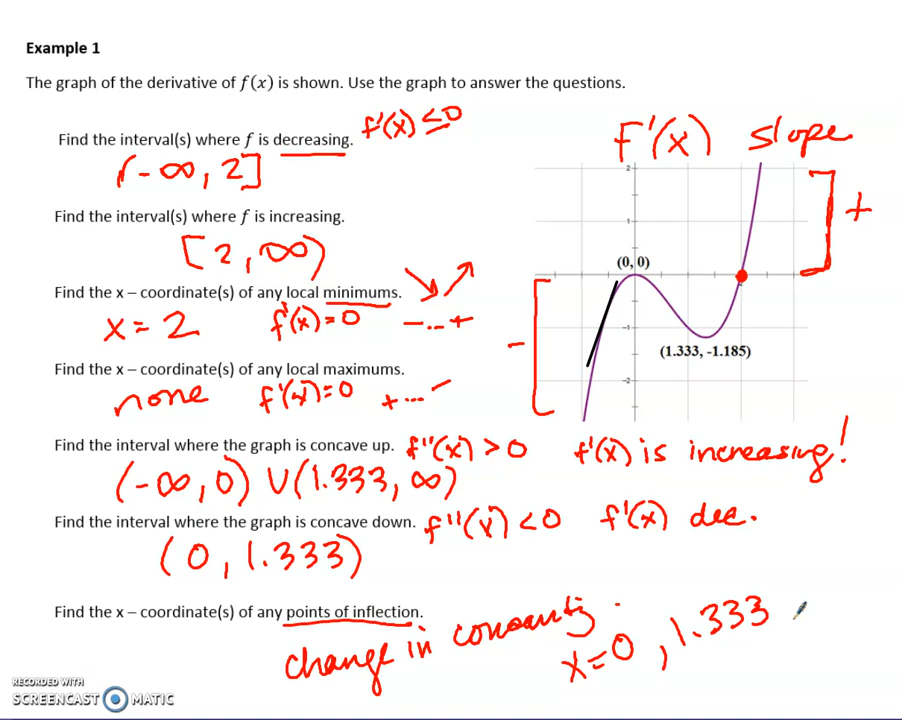 Example 1
The graph of the derivative of f(x) is shown. Use the graph to answer the questions.
Find the interval(s) where f is decreasing. f'(x) ≤ 0
(-∞, 2]
f'(x) slope
Find the interval(s) where f is increasing.
[2, ∞)
Find the x – coordinate(s) of any local minimums.
x = 2 f'(x) = 0 - ... +
Find the x – coordinate(s) of any local maximums.
none f'(x) = 0 + ... -
2
1
(0, 0)
-1
(1.333, -1.185)
-2
+
-
Find the interval where the graph is concave up. f''(x) > 0 f'(x) is increasing!
(-∞, 0) U (1.333, ∞)
Find the interval where the graph is concave down. f''(x) < 0 f'(x) dec.
(0, 1.333)
Find the x – coordinate(s) of any points of inflection.
change in concavity
x = 0, 1.333
RECORDED WITH
SCREENCAST MATIC